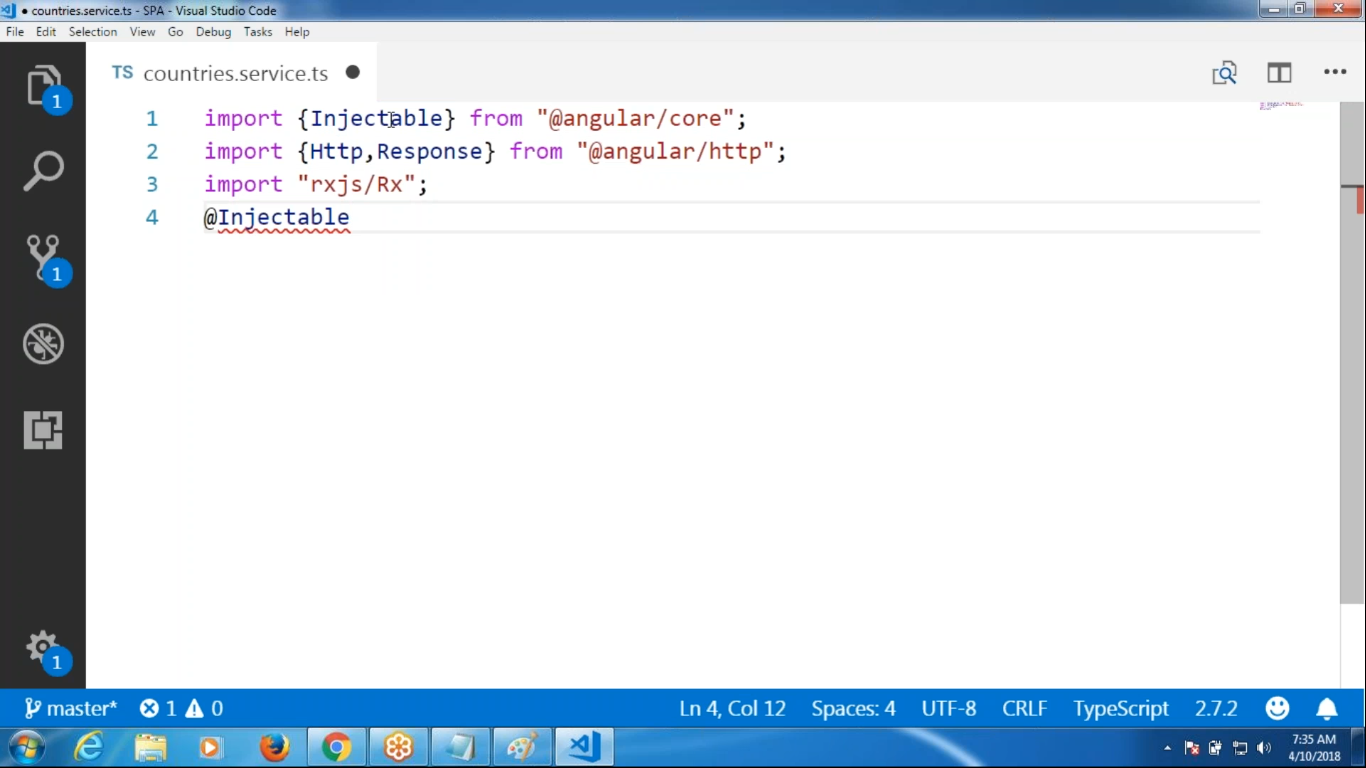 ● countries.service.ts - SPA - Visual Studio Code
File Edit Selection View Go Debug Tasks Help
TS countries.service.ts ●
1 import {Injectable} from "@angular/core";
2 import {Http,Response} from "@angular/http";
3 import "rxjs/Rx";
4 @Injectable
1
1
1
master* 1 0 Ln 4, Col 12 Spaces: 4 UTF-8 CRLF TypeScript 2.7.2
7:35 AM
4/10/2018